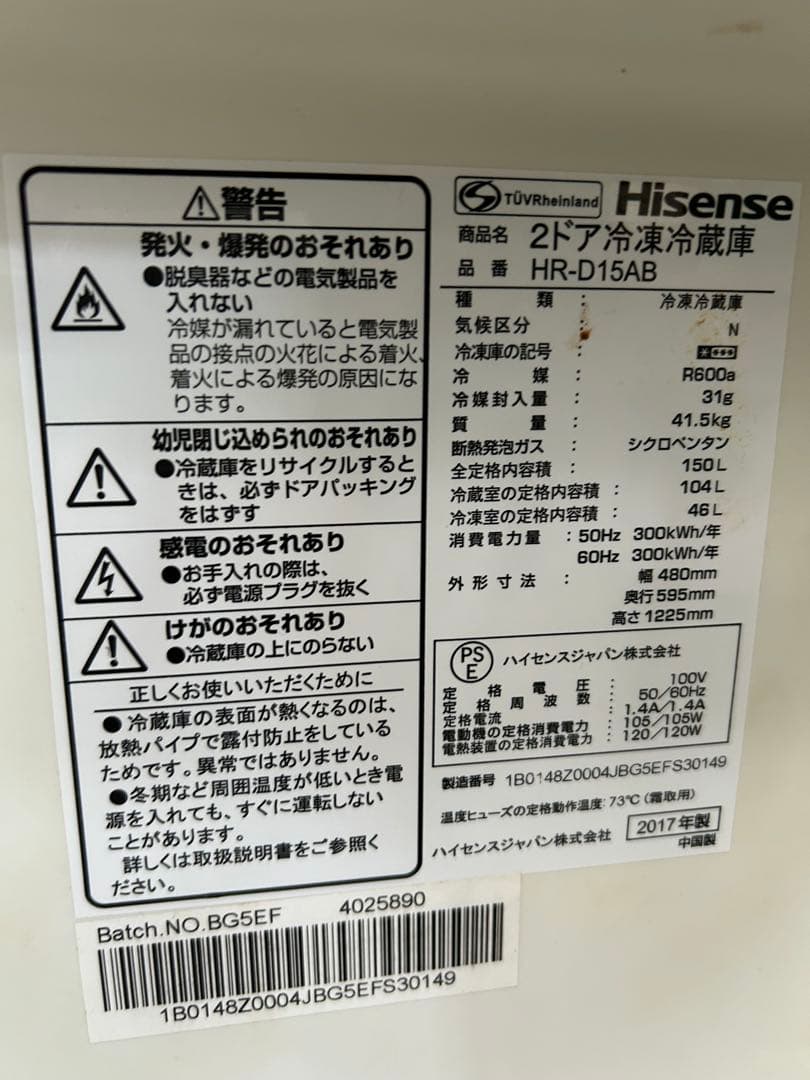 ⚠警告
発火・爆発のおそれあり
●脱臭器などの電気製品を
入れない
冷媒が漏れていると電気製
品の接点の火花による着火、
着火による爆発の原因にな
ります。
幼児閉じ込められのおそれあり
●冷蔵庫をリサイクルすると
きは、必ずドアパッキング
をはずす
感電のおそれあり
●お手入れの際は、
必ず電源プラグを抜く
けがのおそれあり
●冷蔵庫の上にのらない
正しくお使いいただくために
●冷蔵庫の表面が熱くなるのは、
放熱パイプで露付防止をしている
ためです。異常ではありません。
●冬期など周囲温度が低いとき電
源を入れても、すぐに運転しない
ことがあります。
詳しくは取扱説明書をご参照く
ださい。
S TÜVRheinland Hisense
商品名 2ドア冷凍冷蔵庫
品番 HR-D15AB
種類 : 冷凍冷蔵庫
気候区分 : N
冷凍庫の記号 : ****
冷媒 : R600a
冷媒封入量 : 31g
質量 : 41.5kg
断熱発泡ガス : シクロペンタン
全定格内容積 : 150L
冷蔵室の定格内容積 : 104L
冷凍室の定格内容積 : 46L
消費電力量 : 50Hz 300kWh/年
60Hz 300kWh/年
外形寸法 : 幅 480mm
奥行 595mm
高さ 1225mm
PSE ハイセンスジャパン株式会社
定格電圧 : 100V
定格周波数 : 50/60Hz
定格電流 : 1.4A/1.4A
電動機の定格消費電力 : 105/105W
電熱装置の定格消費電力 : 120/120W
製造番号 1B0148Z0004JBG5EFS30149
温度ヒューズの定格動作温度:73℃(霜取用)
ハイセンスジャパン株式会社 2017年製
中国製
Batch.NO.BG5EF 4025890
1B0148Z0004JBG5EFS30149